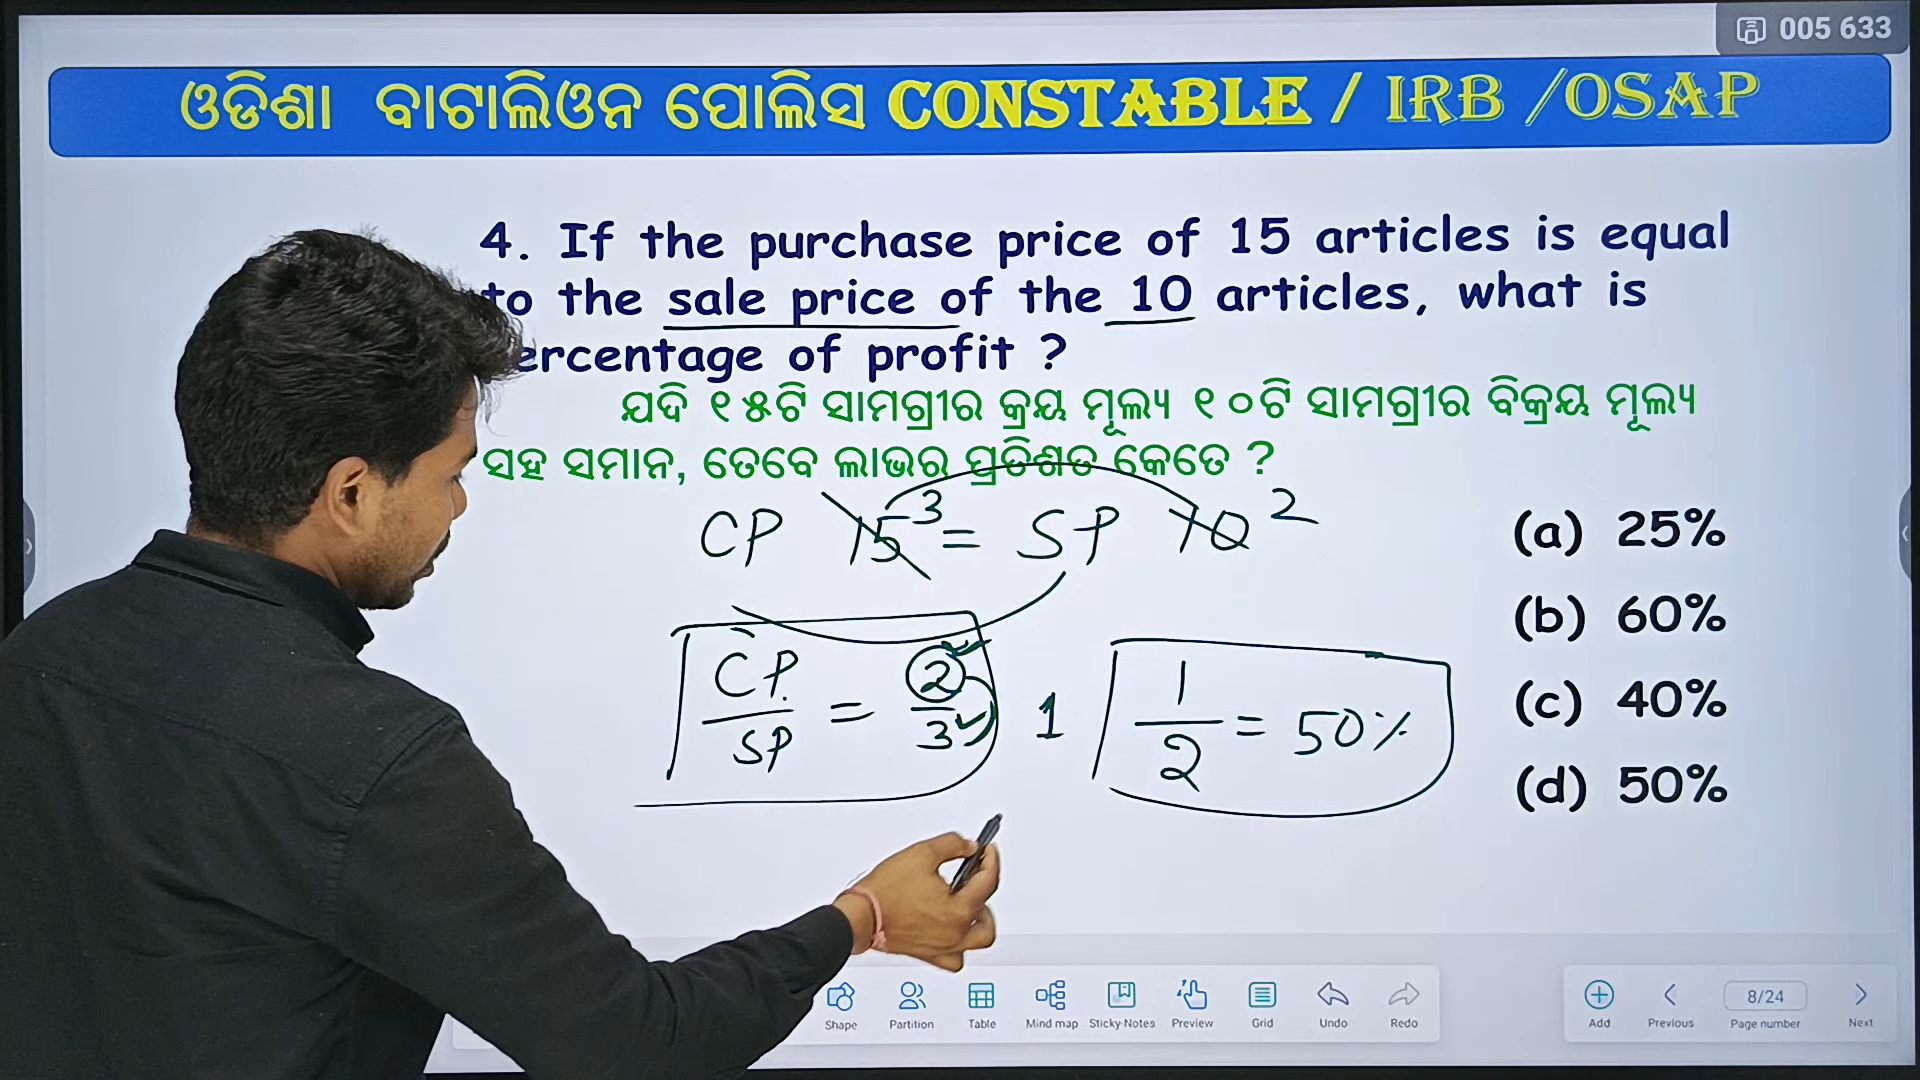 005 633
ଓଡିଶା ବାଟାଲିଓନ ପୋଲିସ CONSTABLE / IRB /OSAP
4. If the purchase price of 15 articles is equal
to the sale price of the 10 articles, what is
ercentage of profit ?
ଯଦି ୧୫ଟି ସାମଗ୍ରୀର କ୍ରୟ ମୂଲ୍ୟ ୧୦ଟି ସାମଗ୍ରୀର ବିକ୍ରୟ ମୂଲ୍ୟ
ସହ ସମାନ, ତେବେ ଲାଭର ପ୍ରତିଶତ କେତେ ?
CP 15 3 = SP 10 2
CP/SP = 2/3 1
1/2 = 50%
(a) 25%
(b) 60%
(c) 40%
(d) 50%
Shape Partition Table Mind map Sticky-Notes Preview Grid Undo Redo
Add Previous 8/24 Page number Next